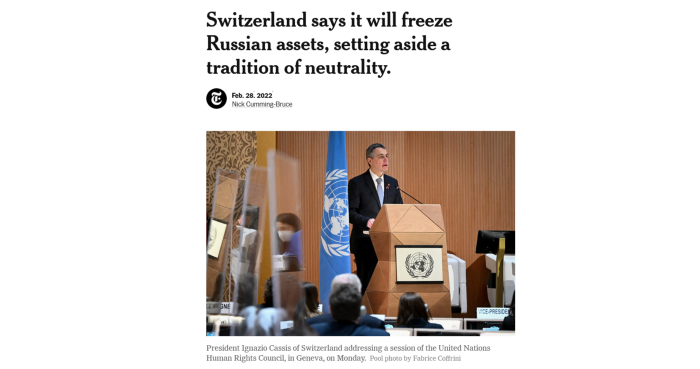 Switzerland says it will freeze
Russian assets, setting aside a
tradition of neutrality.
Feb. 28. 2022
Nick Cumming-Bruce
VICE-PRESIDEN
President Ignazio Cassis of Switzerland addressing a session of the United Nations
Human Rights Council, in Geneva, on Monday. Pool photo by Fabrice Coffrini